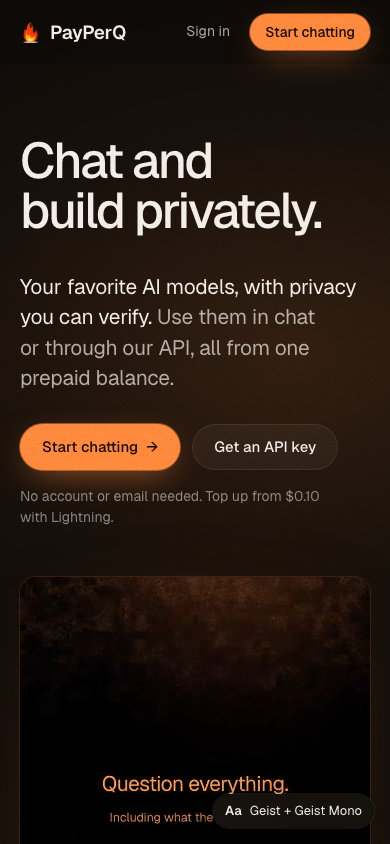 PayPerQ
Sign in
Start chatting
Chat and
build privately.
Your favorite AI models, with privacy
you can verify. Use them in chat
or through our API, all from one
prepaid balance.
Start chatting →
Get an API key
No account or email needed. Top up from $0.10
with Lightning.
Question everything.
Including what the
Aa Geist + Geist Mono